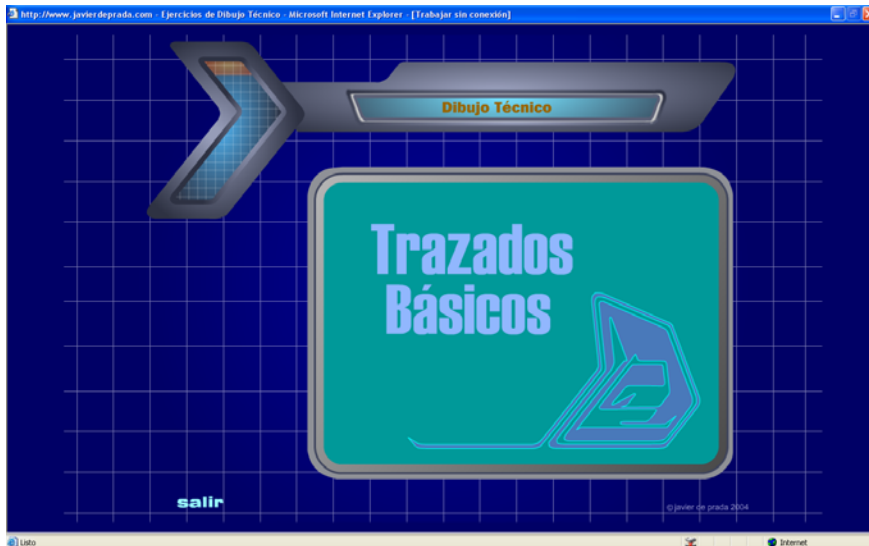 http://www.javierdeprada.com - Ejercicios de Dibujo Técnico - Microsoft Internet Explorer - [Trabajar sin conexión]
Dibujo Técnico
Trazados
Básicos
salir
© javier de prada 2004
Listo
Internet